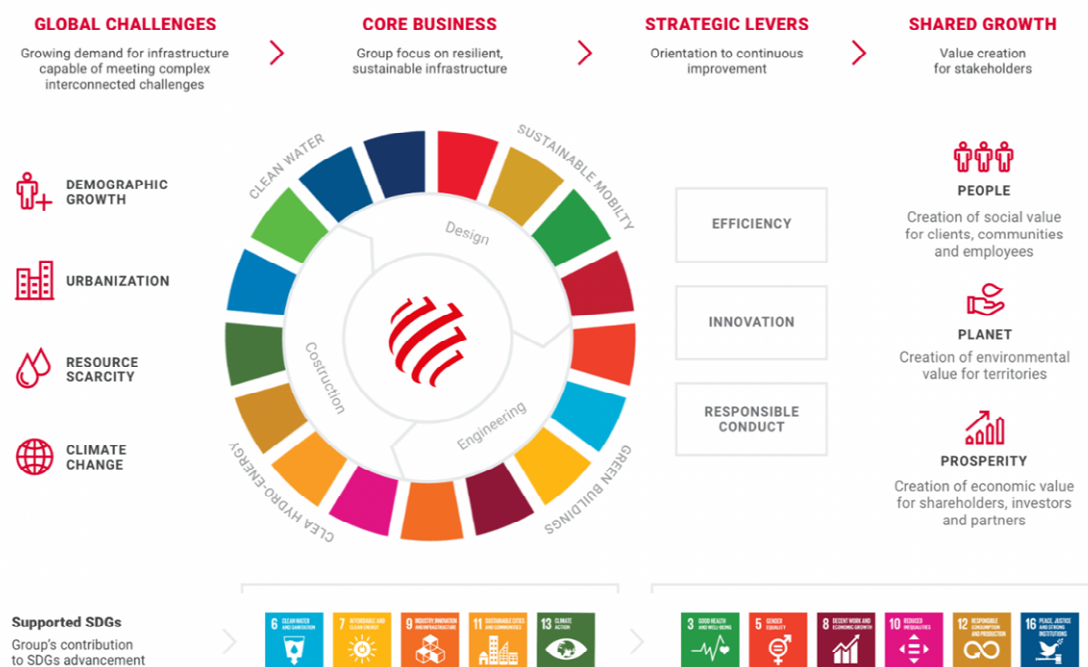 GLOBAL CHALLENGES
Growing demand for infrastructure
capable of meeting complex
interconnected challenges
CORE BUSINESS
Group focus on resilient,
sustainable infrastructure
STRATEGIC LEVERS
Orientation to continuous
improvement
SHARED GROWTH
Value creation
for stakeholders
DEMOGRAPHIC
GROWTH
URBANIZATION
RESOURCE
SCARCITY
CLIMATE
CHANGE
CLEAN WATER
SUSTAINABLE MOBILTY
GREEN BUILDINGS
CLEA HYDRO-ENERGY
Design
Engineering
Costruction
EFFICIENCY
INNOVATION
RESPONSIBLE
CONDUCT
PEOPLE
Creation of social value
for clients, communities
and employees
PLANET
Creation of environmental
value for territories
PROSPERITY
Creation of economic value
for shareholders, investors
and partners
Supported SDGs
Group's contribution
to SDGs advancement
6 CLEAN WATER
AND SANITATION
7 AFFORDABLE AND
CLEAN ENERGY
9 INDUSTRY, INNOVATION
AND INFRASTRUCTURE
11 SUSTAINABLE CITIES
AND COMMUNITIES
13 CLIMATE
ACTION
3 GOOD HEALTH
AND WELL-BEING
5 GENDER
EQUALITY
8 DECENT WORK AND
ECONOMIC GROWTH
10 REDUCED
INEQUALITIES
12 RESPONSIBLE
CONSUMPTION
AND PRODUCTION
16 PEACE, JUSTICE
AND STRONG
INSTITUTIONS